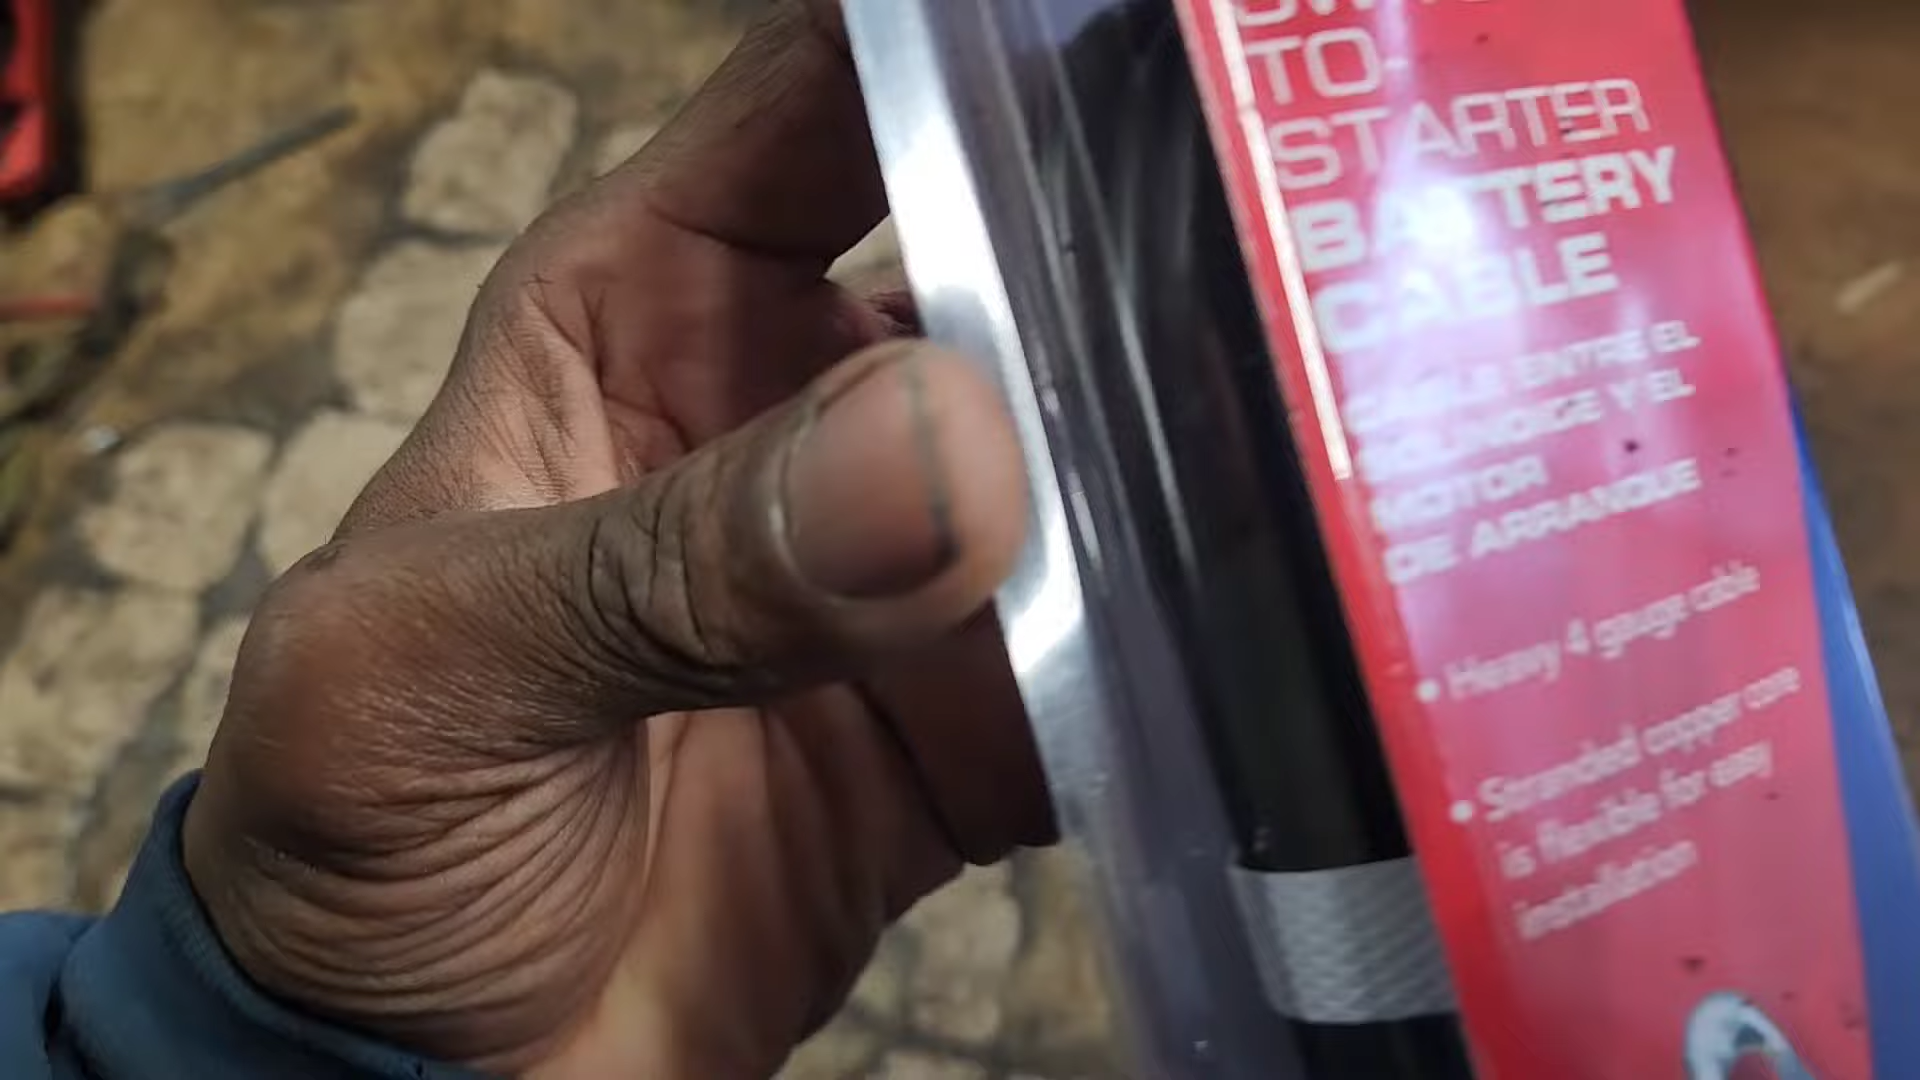 TO-
STARTER
BATTERY
CABLE
CABLE ENTRE EL
SOLENOIDE Y EL
MOTOR
DE ARRANQUE
• Heavy 4 gauge cable
• Stranded copper core
is flexible for easy
installation